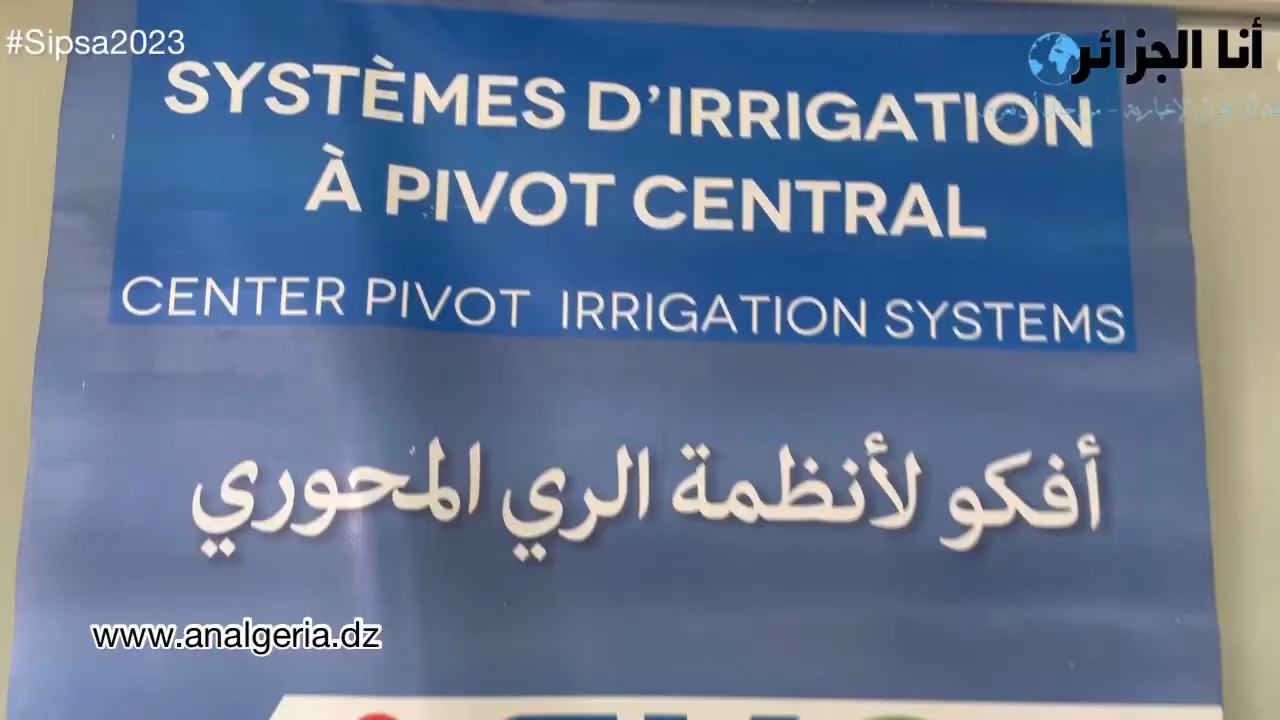 #Sipsa2023
أنا الجزائر
SYSTÈMES D'IRRIGATION
À PIVOT CENTRAL
CENTER PIVOT IRRIGATION SYSTEMS
أفكو لأنظمة الري المحوري
www.analgeria.dz